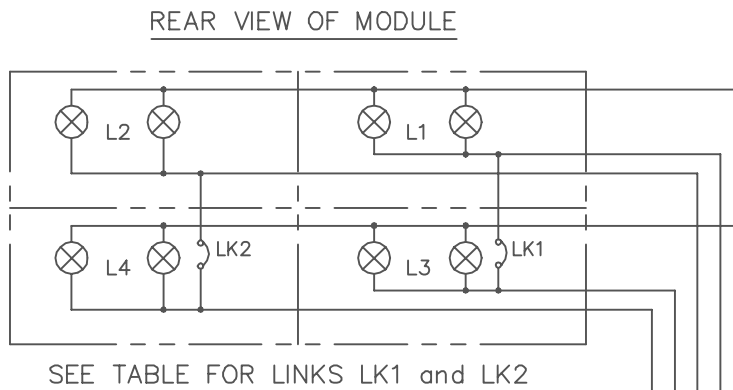 REAR VIEW OF MODULE
L2
L1
LK2
LK1
L4
L3
SEE TABLE FOR LINKS LK1 and LK2